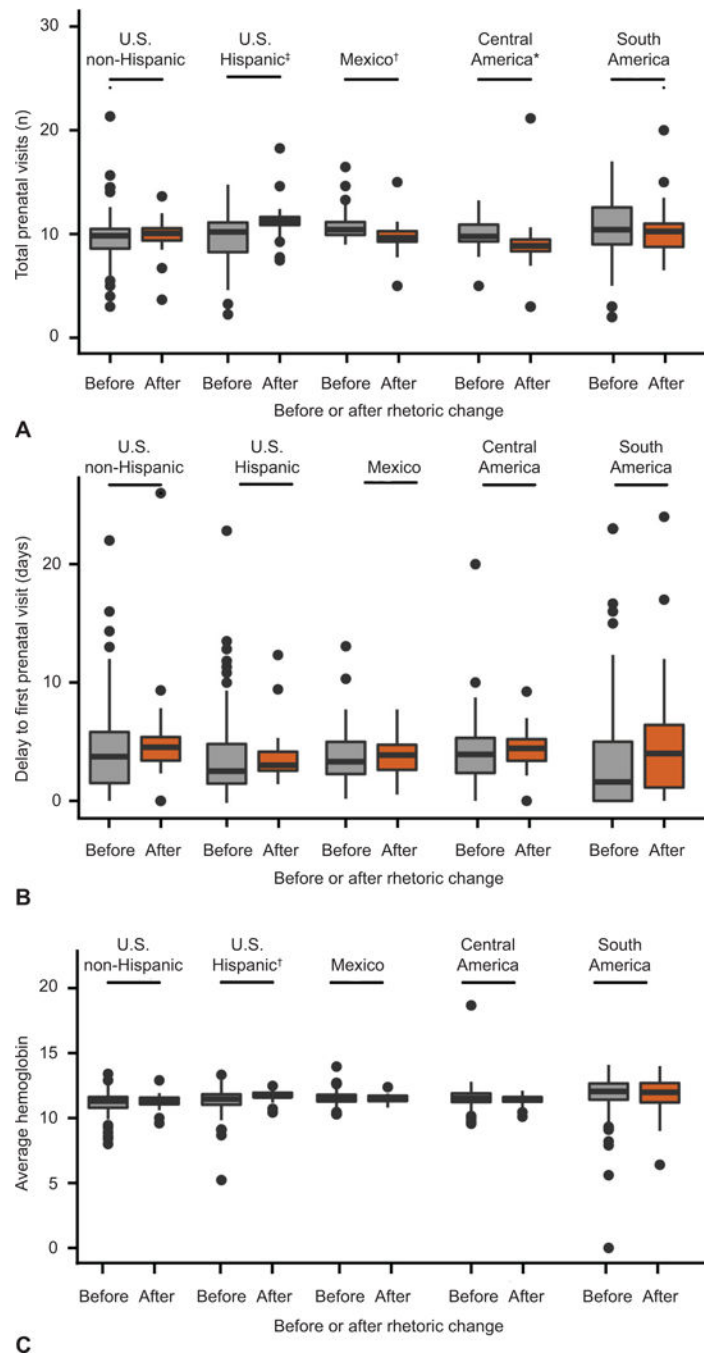 U.S.
non-Hispanic
U.S.
Hispanic‡
Mexico†
Central
America*
South
America
Total prenatal visits (n)
30
20
10
0
Before After Before After Before After Before After Before After
Before or after rhetoric change
A
U.S.
non-Hispanic
U.S.
Hispanic
Mexico
Central
America
South
America
Delay to first prenatal visit (days)
20
10
0
Before After Before After Before After Before After Before After
Before or after rhetoric change
B
U.S.
non-Hispanic
U.S.
Hispanic†
Mexico
Central
America
South
America
Average hemoglobin
20
15
10
5
0
Before After Before After Before After Before After Before After
Before or after rhetoric change
C